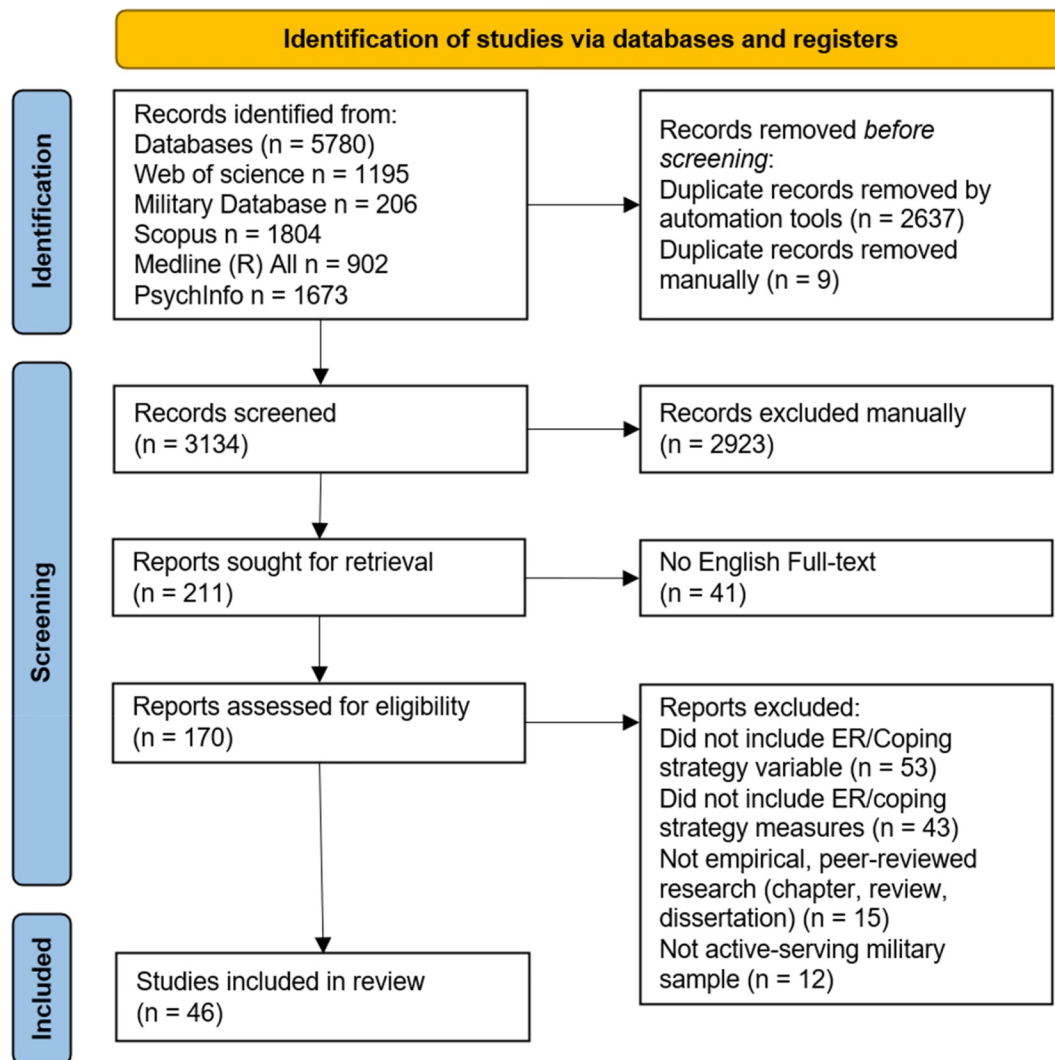 Identification of studies via databases and registers
Identification
Records identified from:
Databases (n = 5780)
Web of science n = 1195
Military Database n = 206
Scopus n = 1804
Medline (R) All n = 902
PsychInfo n = 1673
Records removed before
screening:
Duplicate records removed by
automation tools (n = 2637)
Duplicate records removed
manually (n = 9)
Screening
Records screened
(n = 3134)
Records excluded manually
(n = 2923)
Reports sought for retrieval
(n = 211)
No English Full-text
(n = 41)
Reports assessed for eligibility
(n = 170)
Reports excluded:
Did not include ER/Coping
strategy variable (n = 53)
Did not include ER/coping
strategy measures (n = 43)
Not empirical, peer-reviewed
research (chapter, review,
dissertation) (n = 15)
Not active-serving military
sample (n = 12)
Included
Studies included in review
(n = 46)